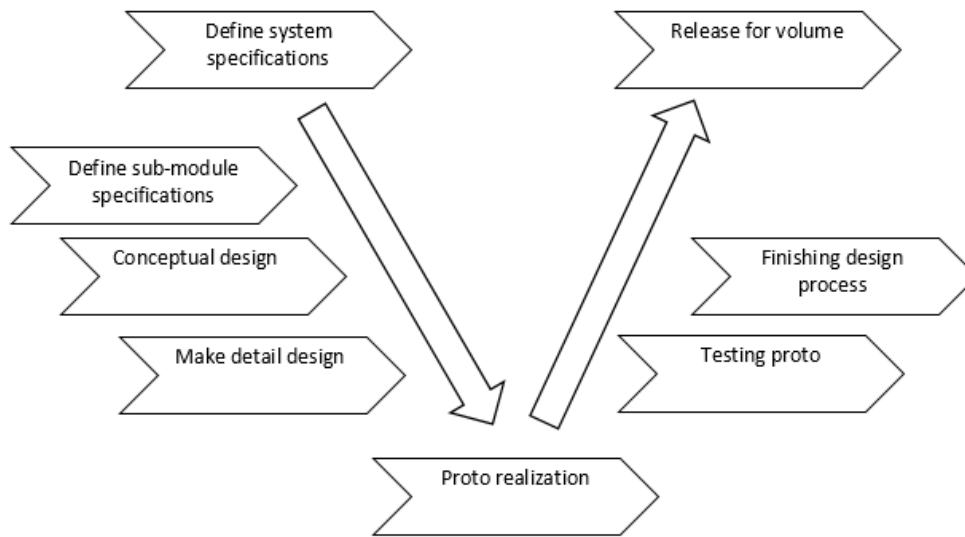 Define system
specifications
Release for volume
Define sub-module
specifications
Conceptual design
Finishing design
process
Make detail design
Testing proto
Proto realization